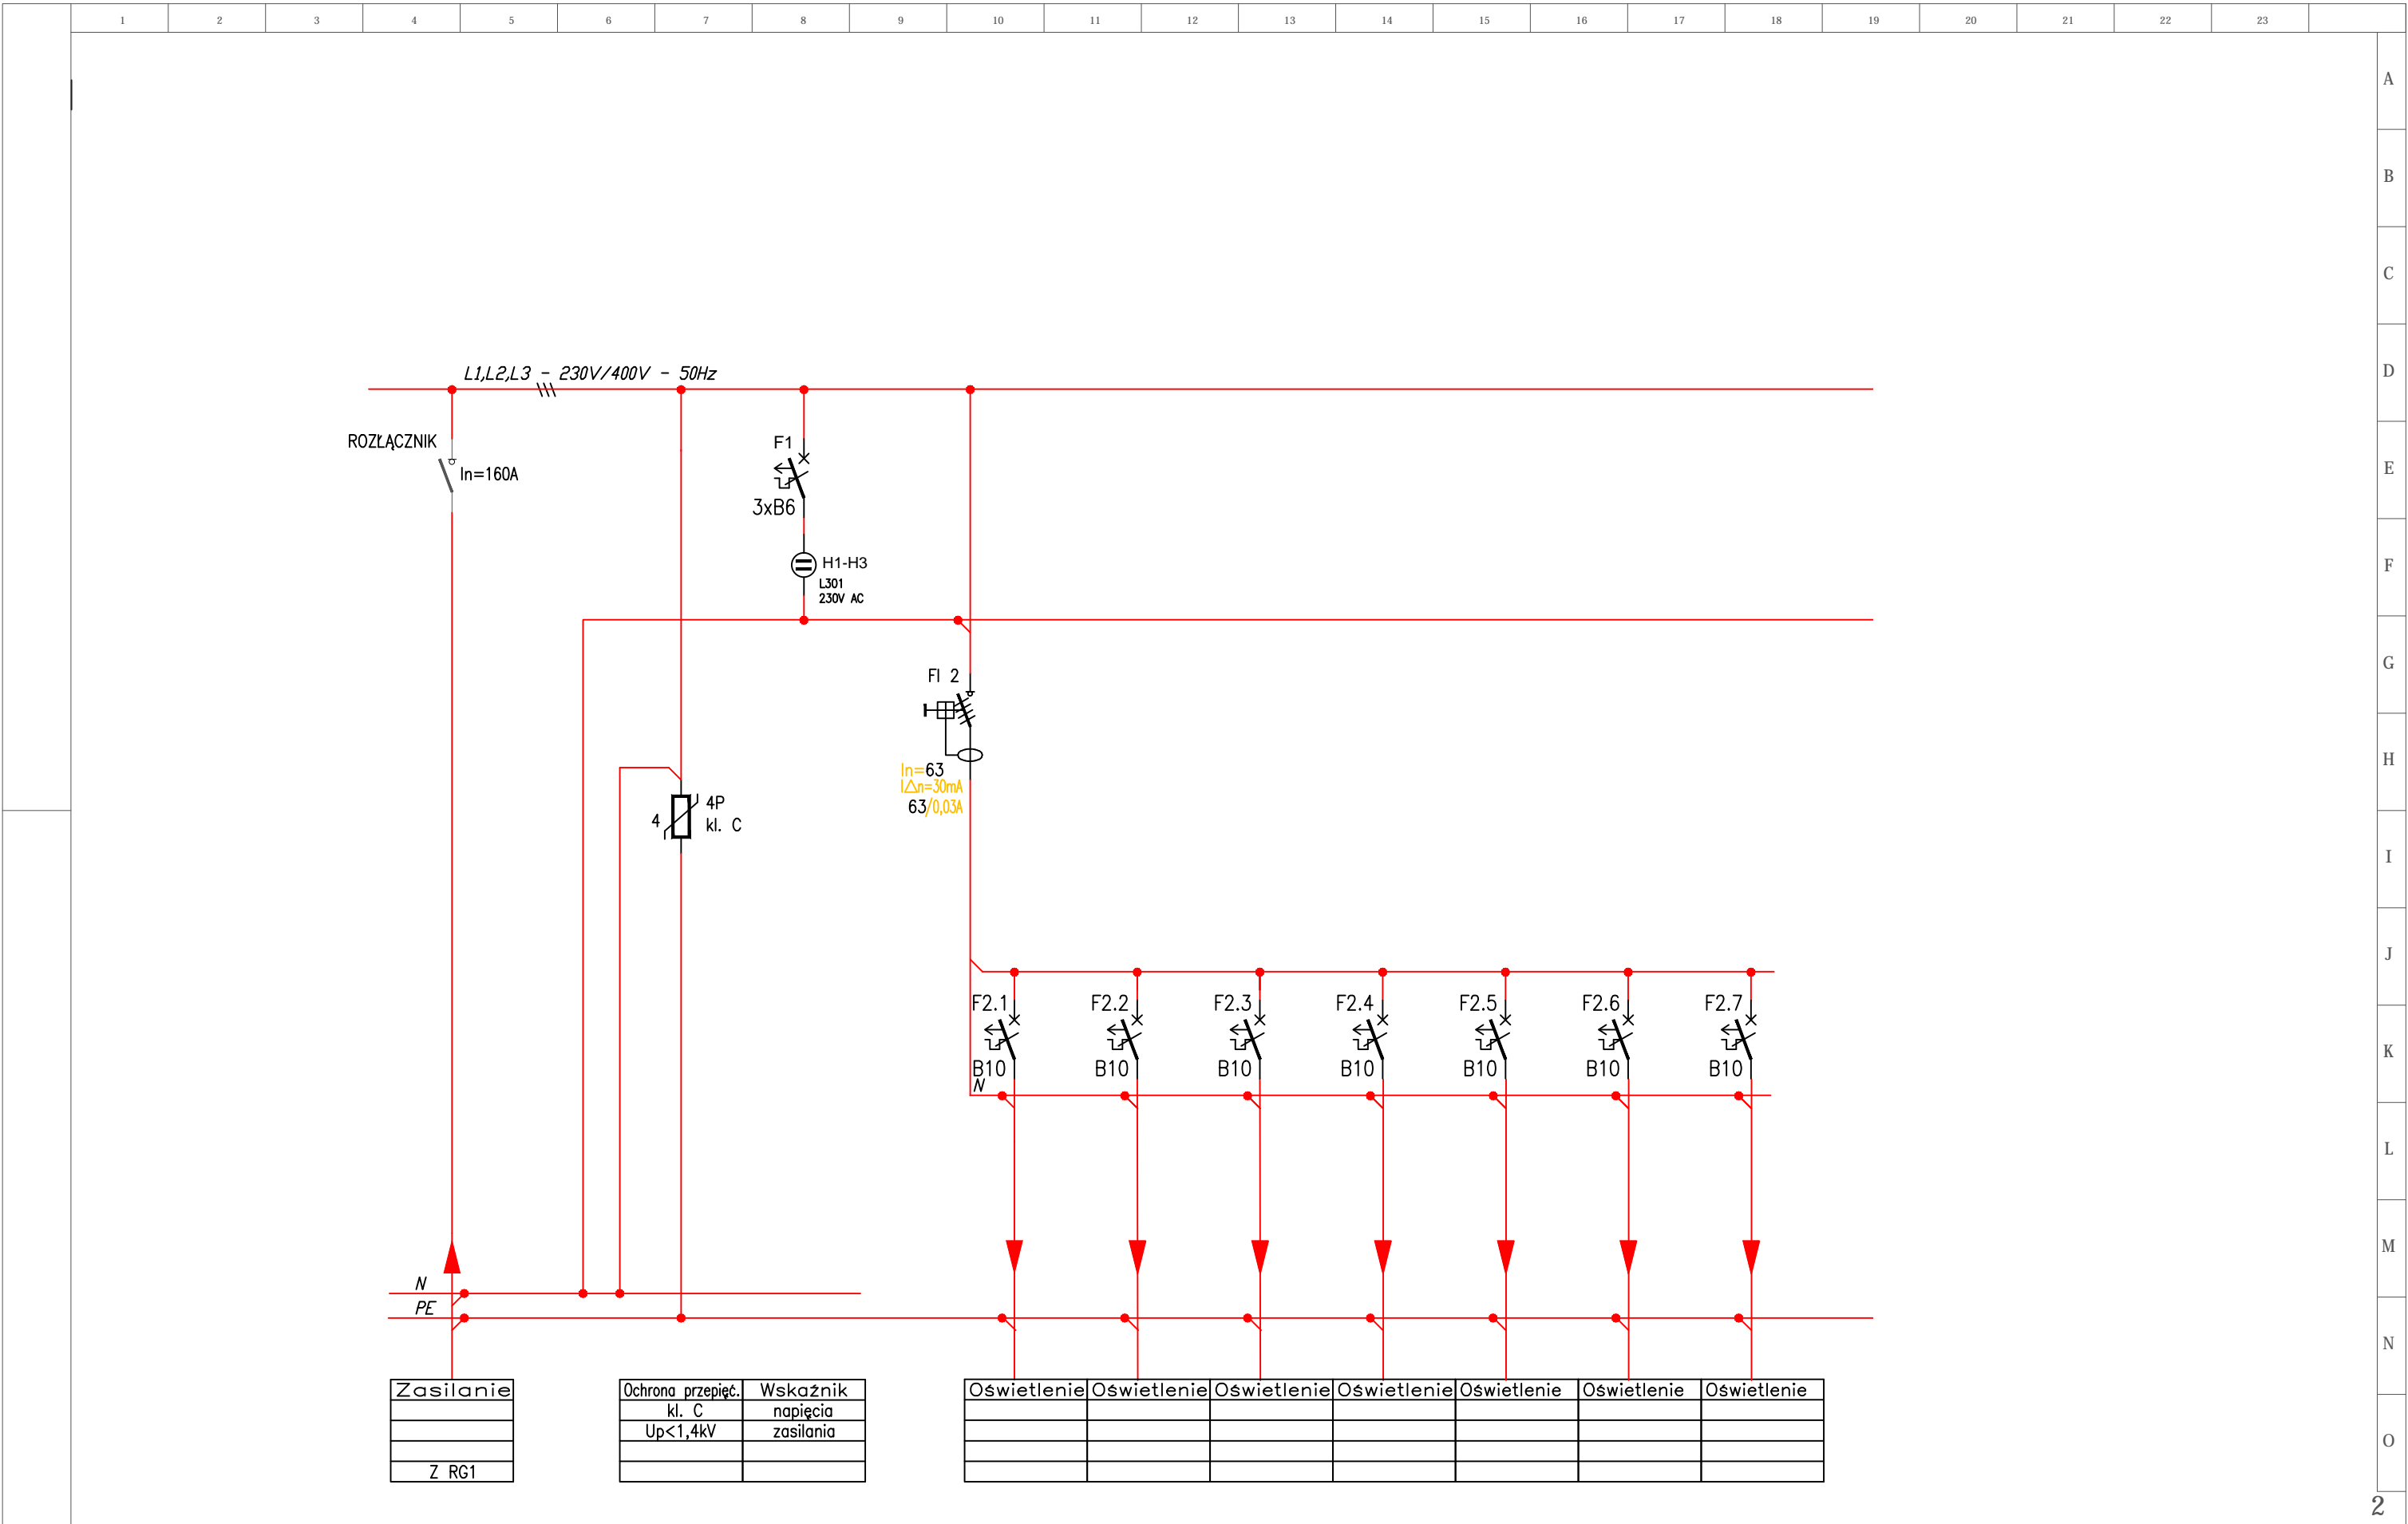 1 2 3 4 5 6 7 8 9 10 11 12 13 14 15 16 17 18 19 20 21 22 23
A
B
C
D
L1,L2,L3 - 230V/400V - 50Hz
ROZŁĄCZNIK
In=160A
F1
3xB6
E
H1-H3
L301
230V AC
F
FI 2
G
In=63
I△n=30mA
63/0,03A
H
4
4P
kl. C
I
J
F2.1 F2.2 F2.3 F2.4 F2.5 F2.6 F2.7
B10 B10 B10 B10 B10 B10 B10
K
N
L
M
N
PE
N
Zasilanie
Z RG1
Ochrona przepięć. Wskaźnik
kl. C napięcia
Up<1,4kV zasilania
Oświetlenie Oświetlenie Oświetlenie Oświetlenie Oświetlenie Oświetlenie Oświetlenie
O
2